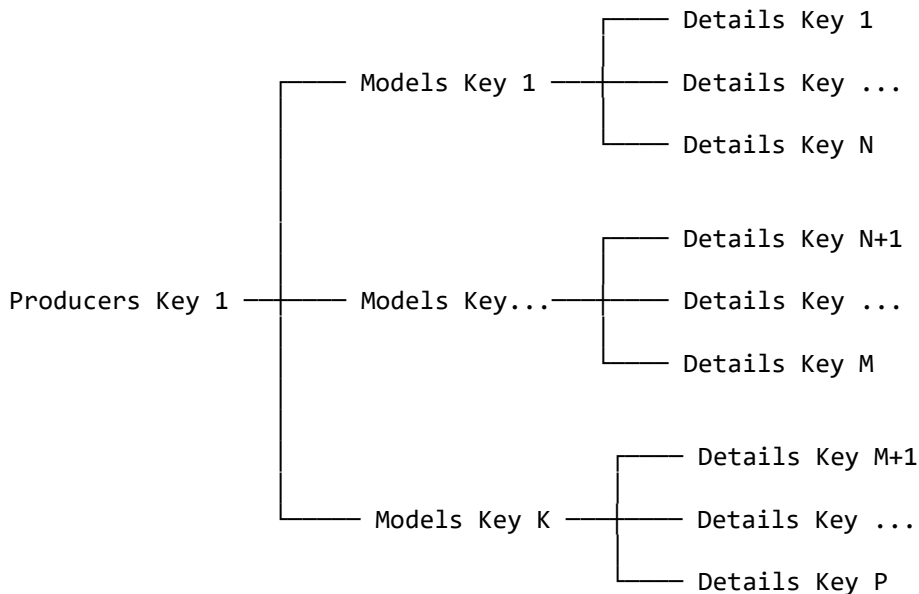 Details Key 1
Models Key 1
Details Key ...
Details Key N
Details Key N+1
Producers Key 1
Models Key...
Details Key ...
Details Key M
Details Key M+1
Models Key K
Details Key ...
Details Key P